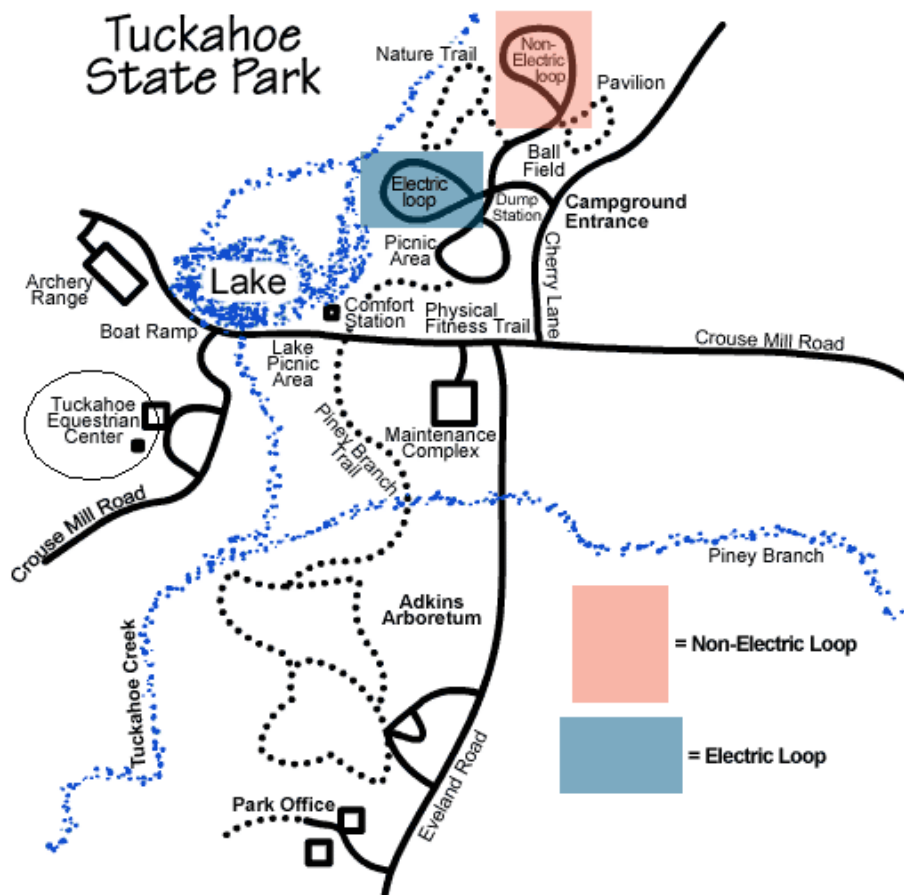 Tuckahoe
State Park
Nature Trail
Non-
Electric
loop
Pavilion
Ball
Field
Electric
loop
Dump
Station
Campground
Entrance
Picnic
Area
Cherry Lane
Archery
Range
Lake
Comfort
Station
Physical
Fitness Trail
Boat Ramp
Lake
Picnic
Area
Crouse Mill Road
Tuckahoe
Equestrian
Center
Piney Branch
Trail
Maintenance
Complex
Crouse Mill Road
Piney Branch
Adkins
Arboretum
= Non-Electric Loop
Tuckahoe Creek
= Electric Loop
Eveland Road
Park Office